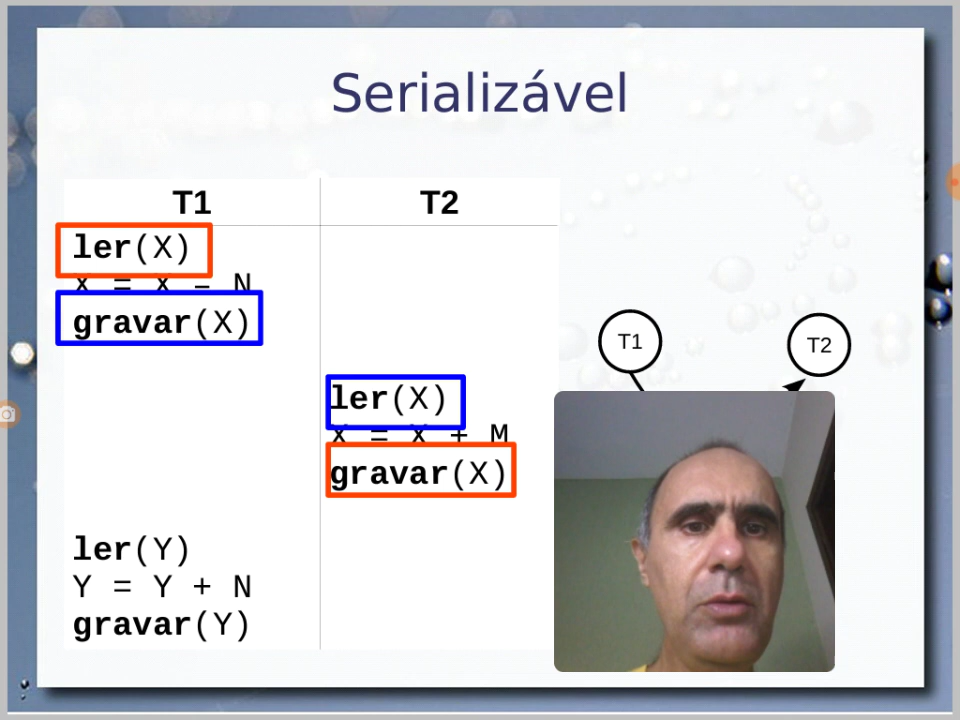 Serializável
T1 T2
ler(X)
X = X – N
gravar(X)
ler(X)
X = X + M
gravar(X)
ler(Y)
Y = Y + N
gravar(Y)
T1 T2